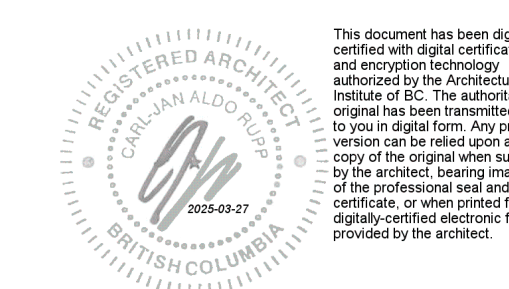 REGISTERED ARCHITECT
CARL-JAN ALDO RUPP
2025-03-27
BRITISH COLUMBIA
This document has been dig
certified with digital certifica
and encryption technology
authorized by the Architectu
Institute of BC. The authorit
original has been transmitte
to you in digital form. Any p
version can be relied upon a
copy of the original when su
by the architect, bearing ima
of the professional seal and
certificate, or when printed f
digitally-certified electronic f
provided by the architect.